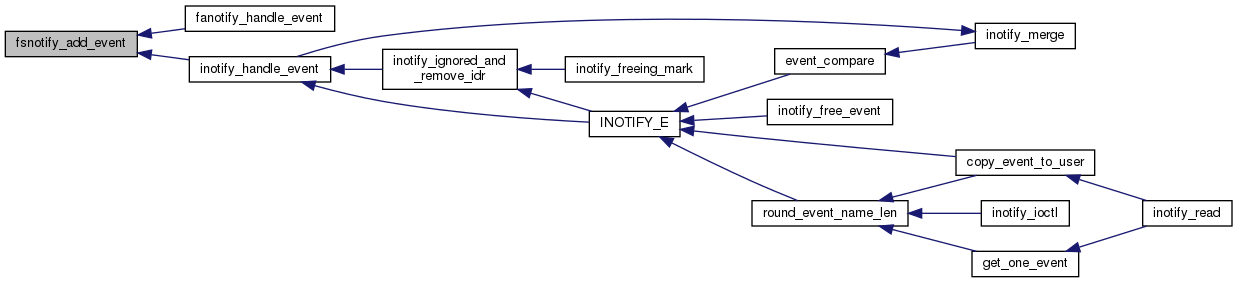 fsnotify_add_event
fanotify_handle_event
inotify_handle_event
inotify_ignored_and
_remove_idr
inotify_freeing_mark
INOTIFY_E
event_compare
inotify_merge
inotify_free_event
copy_event_to_user
round_event_name_len
inotify_ioctl
get_one_event
inotify_read